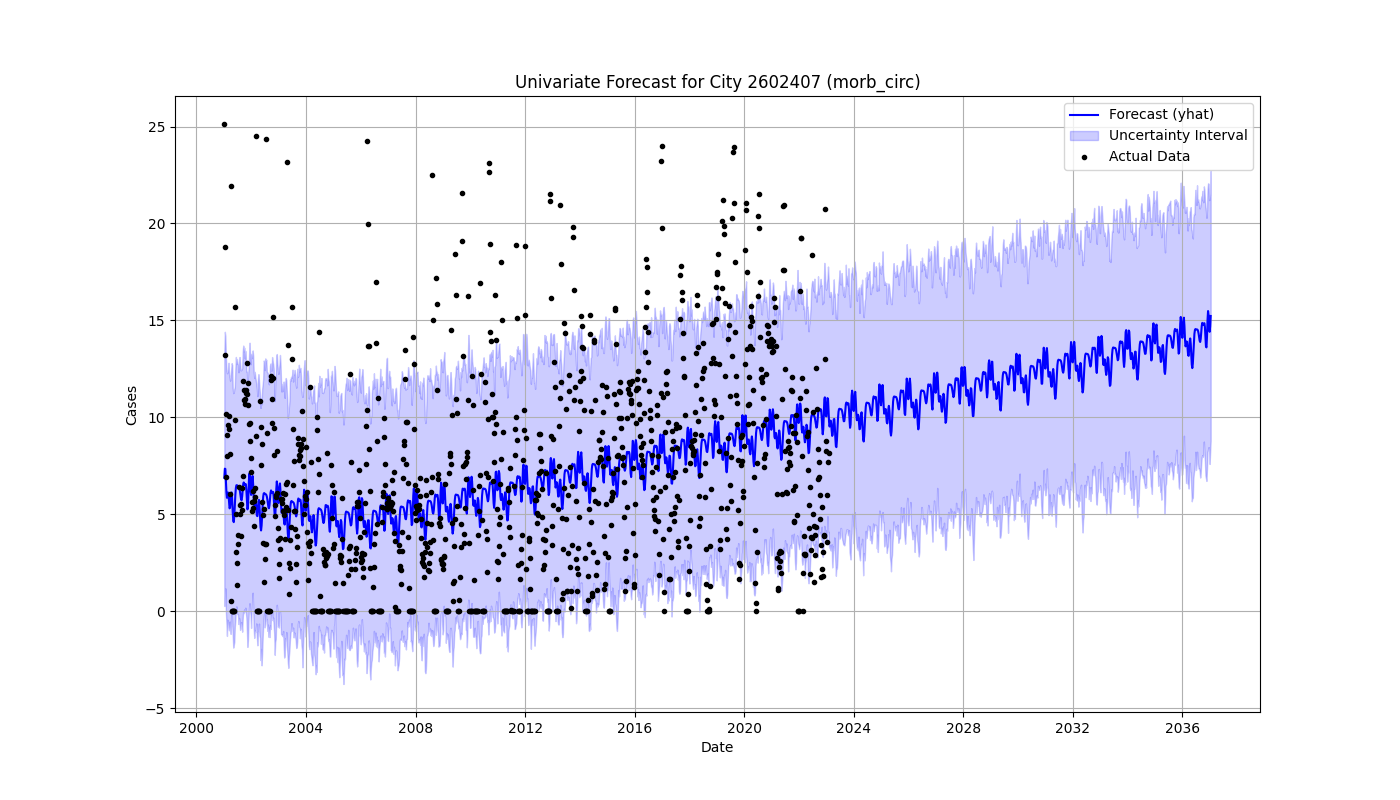 Univariate Forecast for City 2602407 (morb_circ)
Forecast (yhat)
Uncertainty Interval
Actual Data
Cases
25
20
15
10
5
0
−5
2000 2004 2008 2012 2016 2020 2024 2028 2032 2036
Date